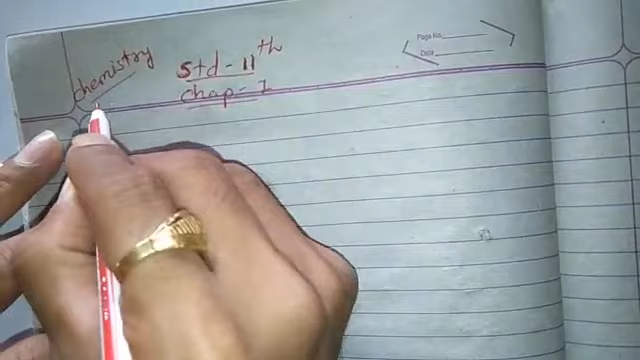 chemistry
Std - 11th
chap - 1
Page No.
Date